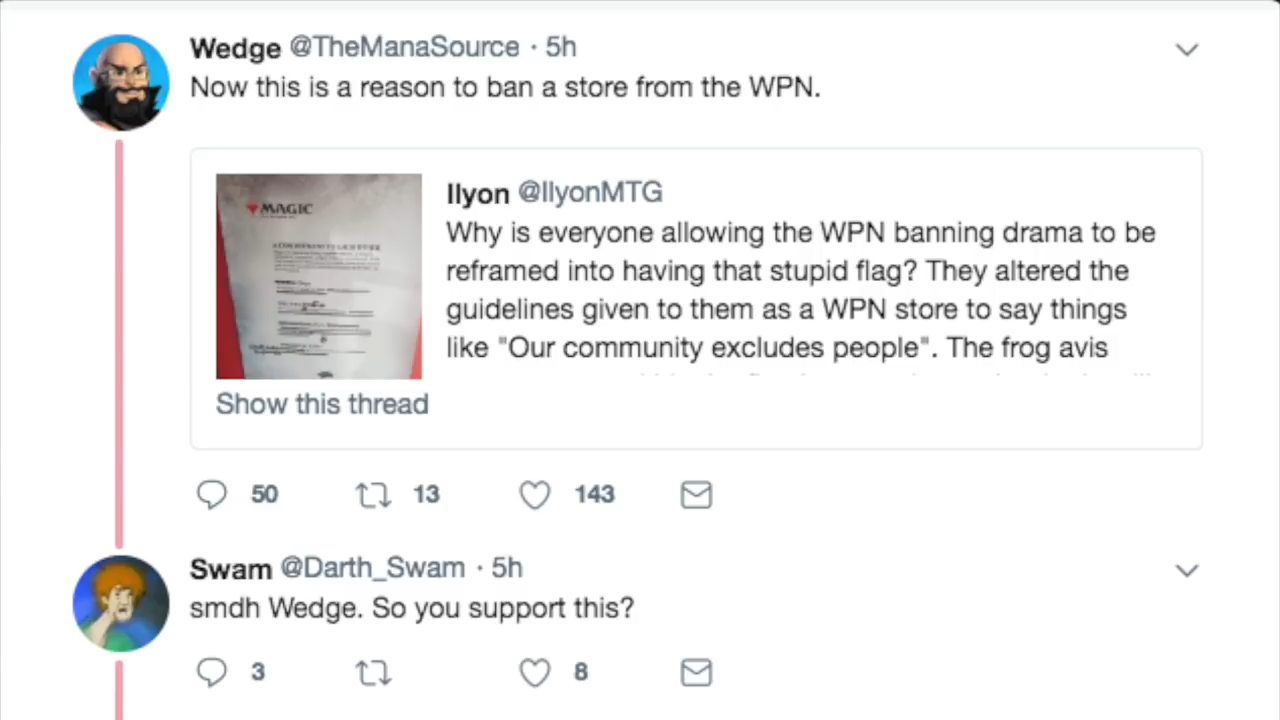 Wedge @TheManaSource · 5h
Now this is a reason to ban a store from the WPN.
MAGIC
Ilyon @IlyonMTG
Why is everyone allowing the WPN banning drama to be
reframed into having that stupid flag? They altered the
guidelines given to them as a WPN store to say things
like "Our community excludes people". The frog avis
Show this thread
50 13 143
Swam @Darth_Swam · 5h
smdh Wedge. So you support this?
3 8